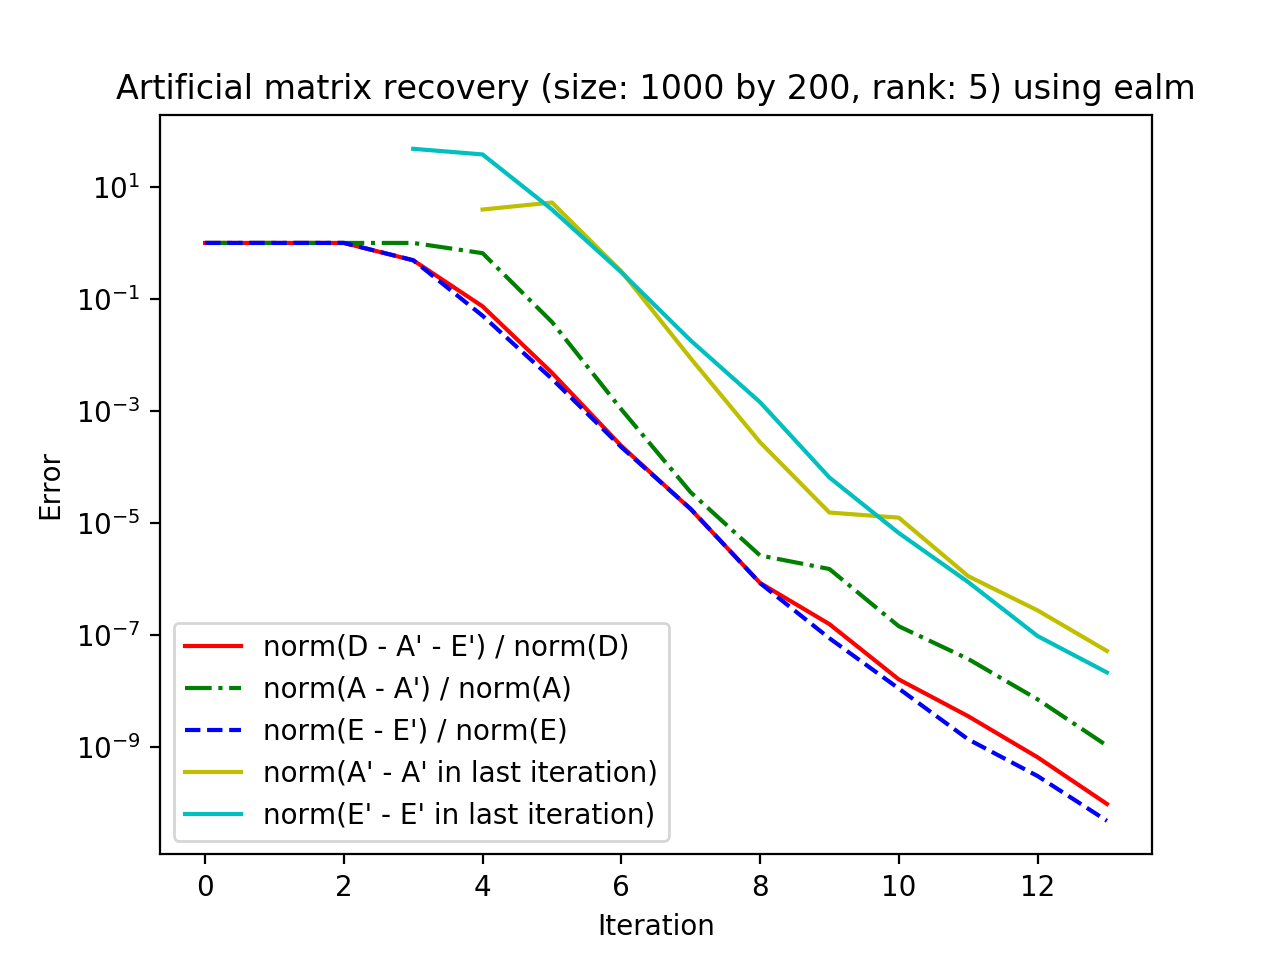 Artificial matrix recovery (size: 1000 by 200, rank: 5) using ealm
10¹
10⁻¹
10⁻³
10⁻⁵
10⁻⁷
10⁻⁹
Error
norm(D - A' - E') / norm(D)
norm(A - A') / norm(A)
norm(E - E') / norm(E)
norm(A' - A' in last iteration)
norm(E' - E' in last iteration)
0 2 4 6 8 10 12
Iteration